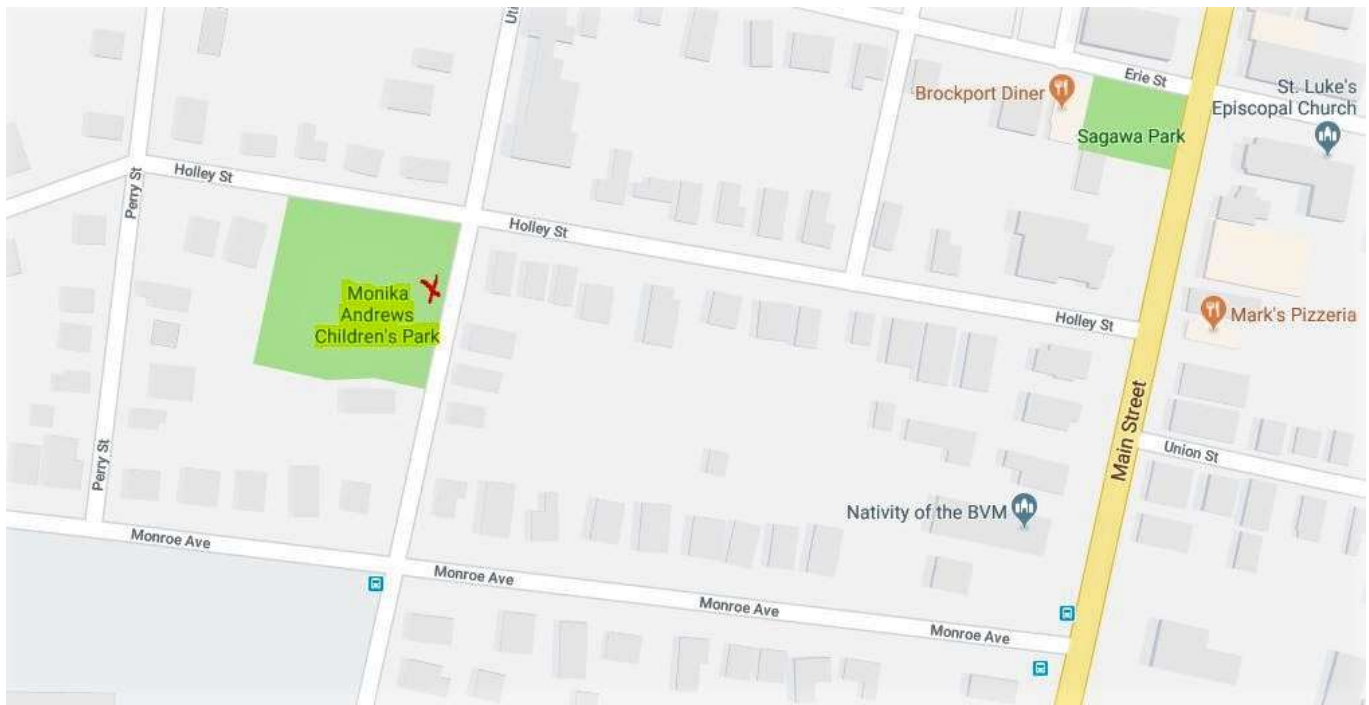 Uti
Erie St
Brockport Diner
St. Luke's
Episcopal Church
Sagawa Park
Holley St
Perry St
Holley St
Monika
Andrews
Children's Park
Holley St
Mark's Pizzeria
Main Street
Union St
Perry St
Nativity of the BVM
Monroe Ave
Monroe Ave
Monroe Ave
Monroe Ave